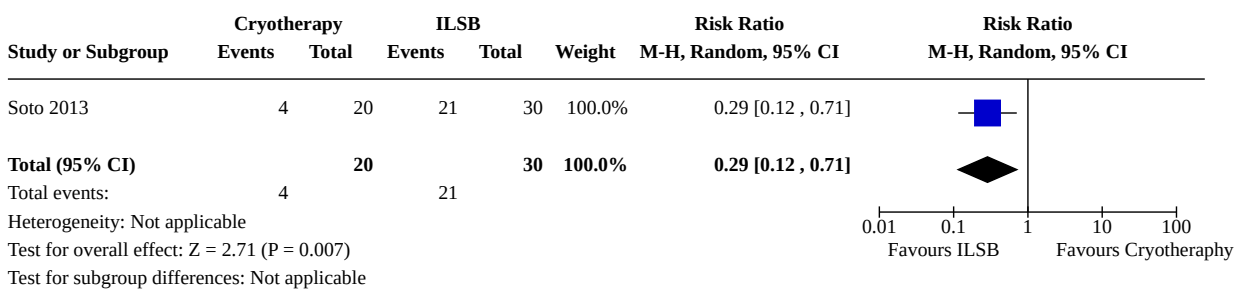 Cryotherapy ILSB Risk Ratio Risk Ratio
Study or Subgroup Events Total Events Total Weight M-H, Random, 95% CI M-H, Random, 95% CI
Soto 2013 4 20 21 30 100.0% 0.29 [0.12 , 0.71]
Total (95% CI) 20 30 100.0% 0.29 [0.12 , 0.71]
Total events: 4 21
Heterogeneity: Not applicable
0.01 0.1 1 10 100
Test for overall effect: Z = 2.71 (P = 0.007)
Favours ILSB Favours Cryotheraphy
Test for subgroup differences: Not applicable